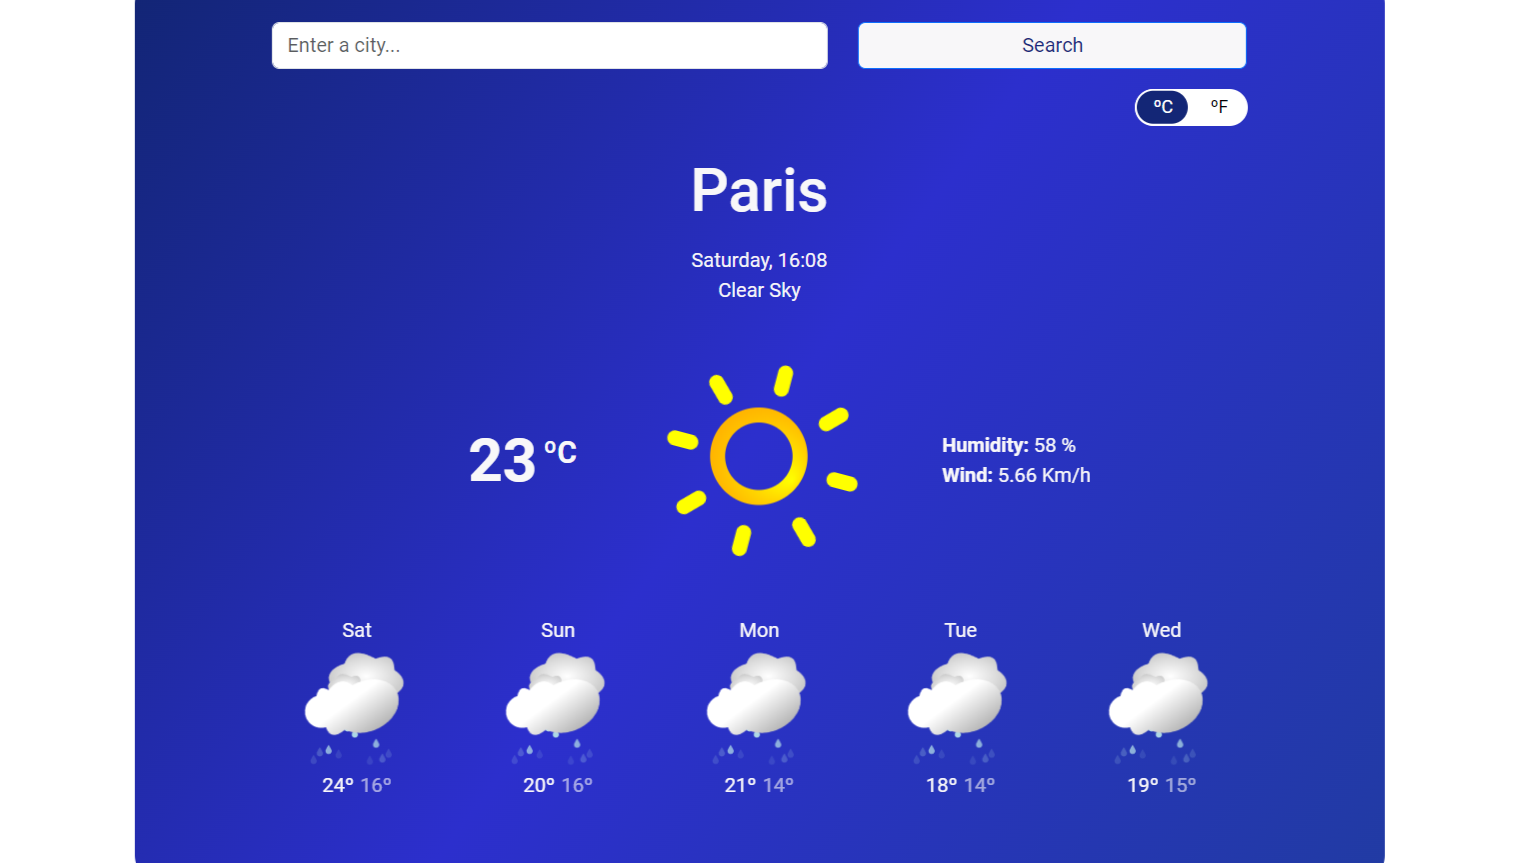 Enter a city...
Search
ºC ºF
Paris
Saturday, 16:08
Clear Sky
23 ºC
Humidity: 58 %
Wind: 5.66 Km/h
Sat Sun Mon Tue Wed
24º 16º 20º 16º 21º 14º 18º 14º 19º 15º